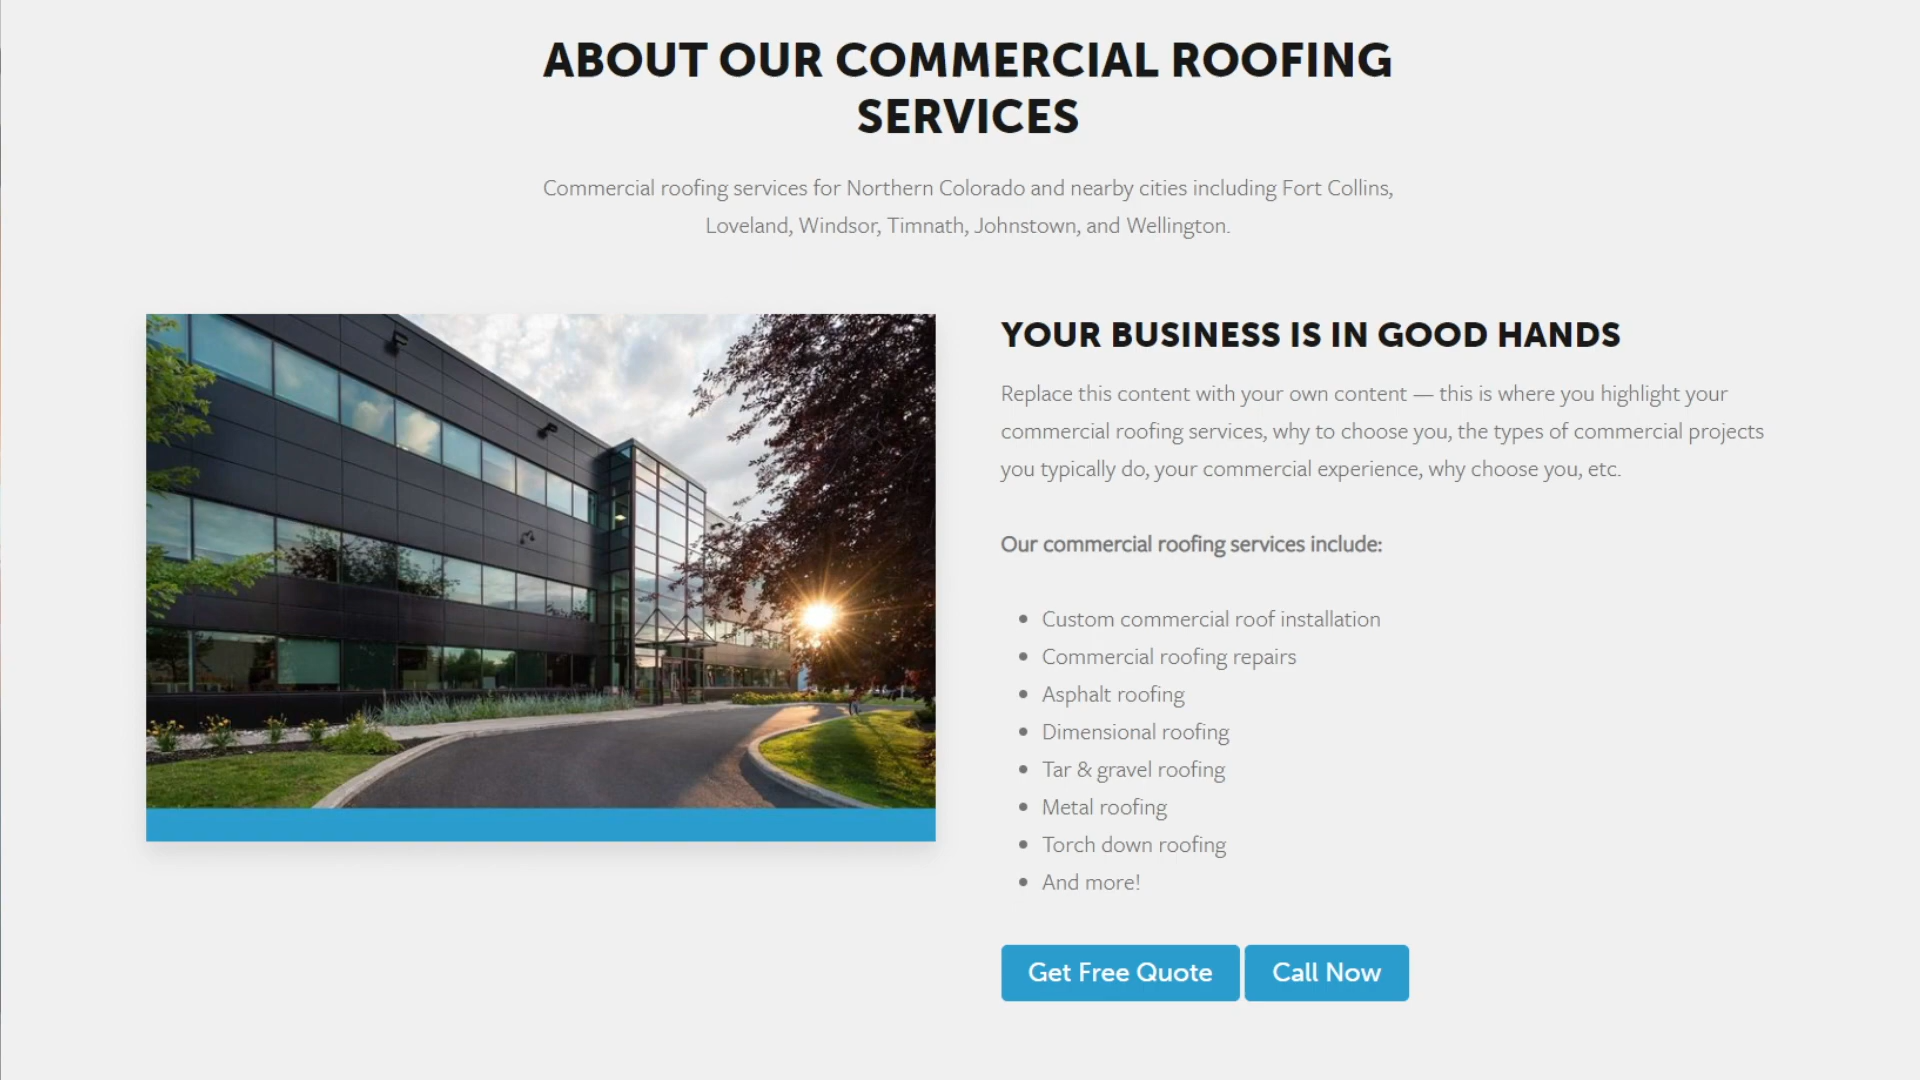 ABOUT OUR COMMERCIAL ROOFING
SERVICES
Commercial roofing services for Northern Colorado and nearby cities including Fort Collins,
Loveland, Windsor, Timnath, Johnstown, and Wellington.
YOUR BUSINESS IS IN GOOD HANDS
Replace this content with your own content — this is where you highlight your
commercial roofing services, why to choose you, the types of commercial projects
you typically do, your commercial experience, why choose you, etc.
Our commercial roofing services include:
• Custom commercial roof installation
• Commercial roofing repairs
• Asphalt roofing
• Dimensional roofing
• Tar & gravel roofing
• Metal roofing
• Torch down roofing
• And more!
Get Free Quote
Call Now